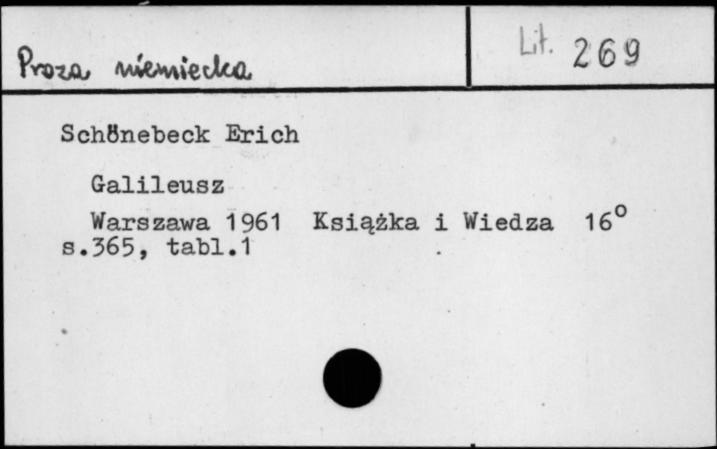 Proza niemiecka
Lit. 269
Schönebeck Erich
Galileusz
Warszawa 1961 Książka i Wiedza 16°
s.365, tabl.1